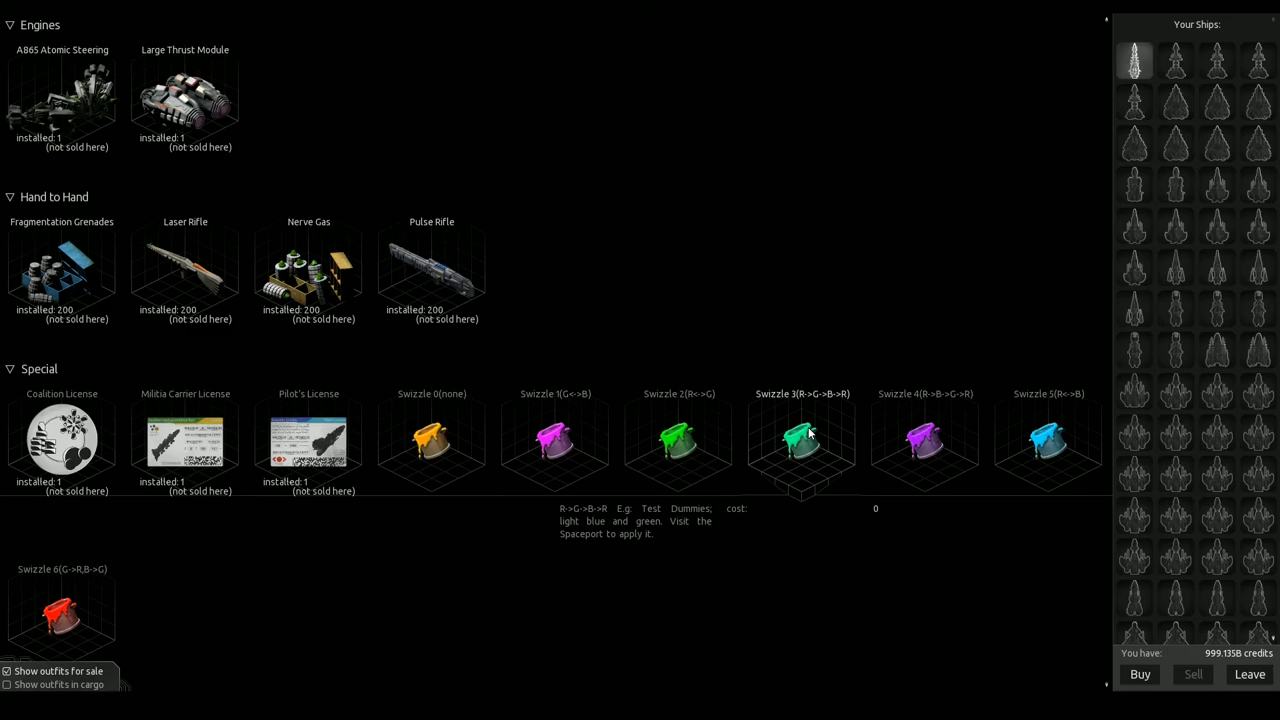 Engines
A865 Atomic Steering
Large Thrust Module
installed: 1
(not sold here)
installed: 1
(not sold here)
Hand to Hand
Fragmentation Grenades
Laser Rifle
Nerve Gas
Pulse Rifle
installed: 200
(not sold here)
installed: 200
(not sold here)
installed: 200
(not sold here)
installed: 200
(not sold here)
Special
Coalition License
Militia Carrier License
Pilot's License
Swizzle 0(none)
Swizzle 1(G<->B)
Swizzle 2(R<->G)
Swizzle 3(R->G->B->R)
Swizzle 4(R->B->G->R)
Swizzle 5(R<->B)
installed: 1
(not sold here)
installed: 1
(not sold here)
installed: 1
(not sold here)
R->G->B->R E.g: Test Dummies;
light blue and green. Visit the
Spaceport to apply it.
cost: 0
Swizzle 6(G->R,B->G)
Show outfits for sale
Show outfits in cargo
Your Ships:
You have: 999.135B credits
Buy
Sell
Leave